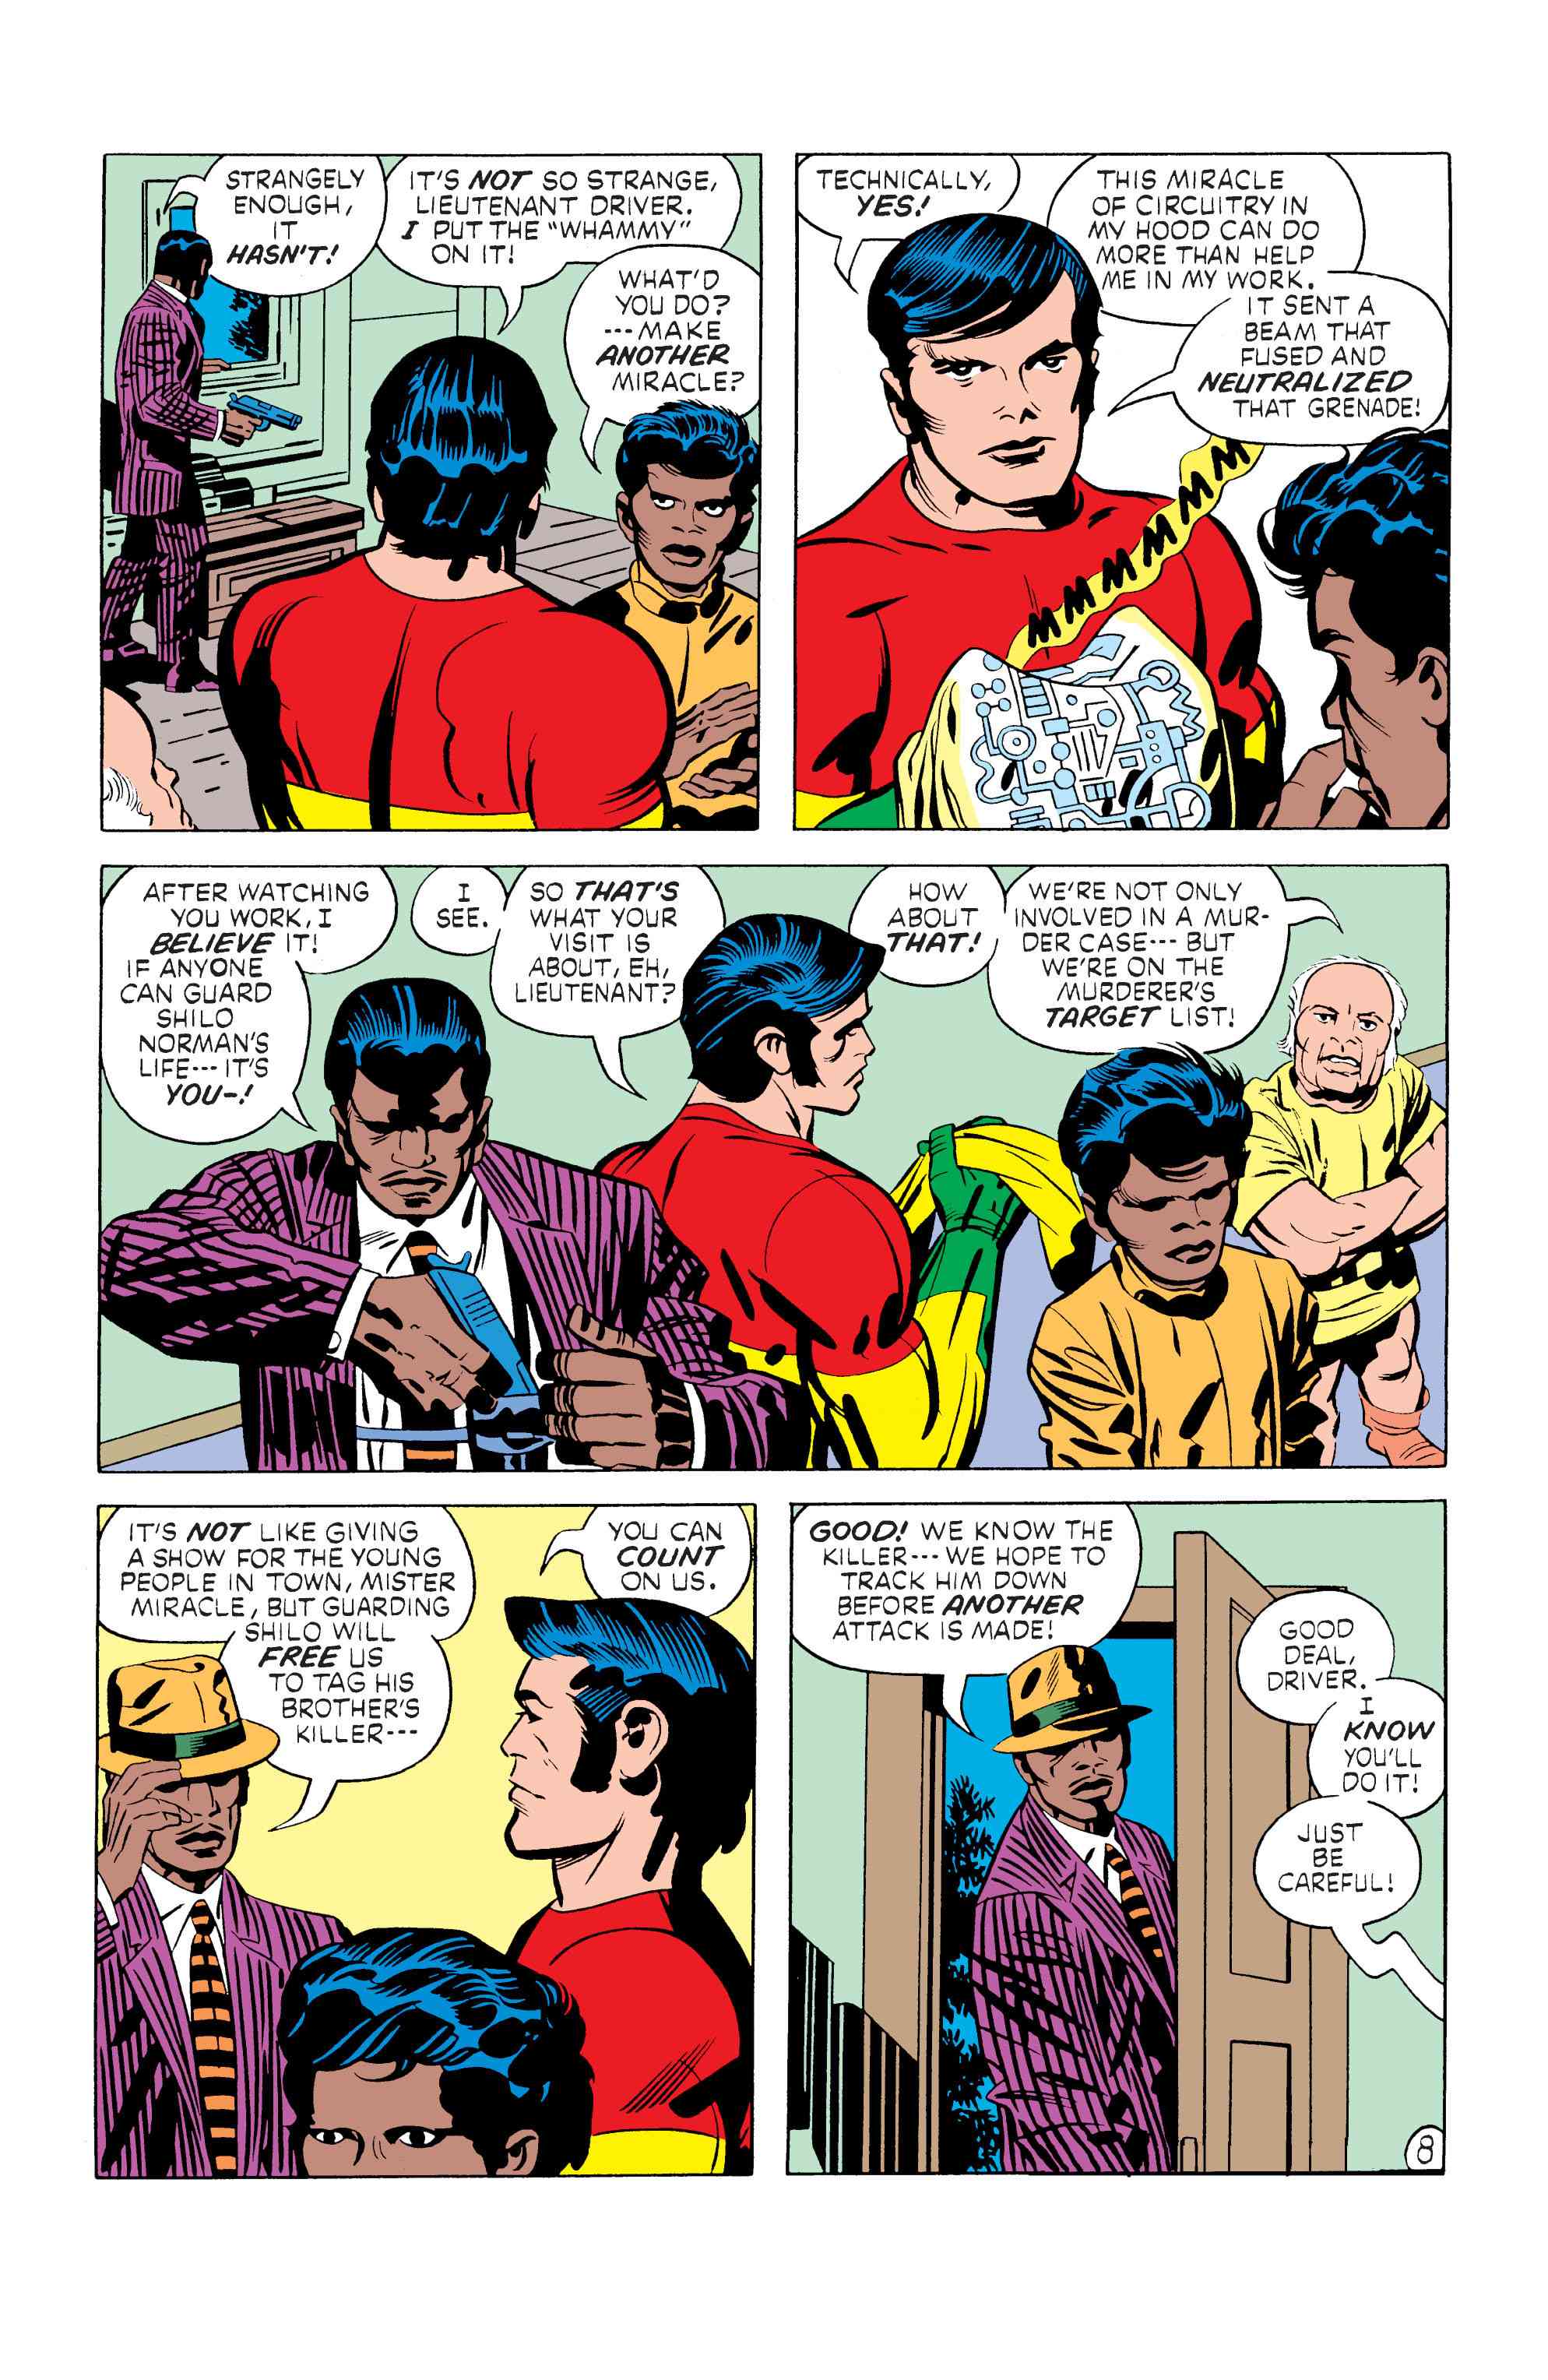 STRANGELY
ENOUGH,
IT
HASN'T!
IT'S NOT SO STRANGE,
LIEUTENANT DRIVER.
I PUT THE "WHAMMY"
ON IT!
WHAT'D
YOU DO?
---MAKE
ANOTHER
MIRACLE?
TECHNICALLY,
YES!
THIS MIRACLE
OF CIRCUITRY IN
MY HOOD CAN DO
MORE THAN HELP
ME IN MY WORK.
IT SENT A
BEAM THAT
FUSED AND
NEUTRALIZED
THAT GRENADE!
MMMMMMM
AFTER WATCHING
YOU WORK, I
BELIEVE IT!
IF ANYONE
CAN GUARD
SHILO
NORMAN'S
LIFE--- IT'S
YOU-!
I
SEE.
SO THAT'S
WHAT YOUR
VISIT IS
ABOUT, EH,
LIEUTENANT?
HOW
ABOUT
THAT!
WE'RE NOT ONLY
INVOLVED IN A MUR-
DER CASE--- BUT
WE'RE ON THE
MURDERER'S
TARGET LIST!
IT'S NOT LIKE GIVING
A SHOW FOR THE YOUNG
PEOPLE IN TOWN, MISTER
MIRACLE, BUT GUARDING
SHILO WILL
FREE US
TO TAG HIS
BROTHER'S
KILLER---
YOU CAN
COUNT
ON US.
GOOD! WE KNOW THE
KILLER--- WE HOPE TO
TRACK HIM DOWN
BEFORE ANOTHER
ATTACK IS MADE!
GOOD
DEAL,
DRIVER.
I
KNOW
YOU'LL
DO IT!
JUST
BE
CAREFUL!
8